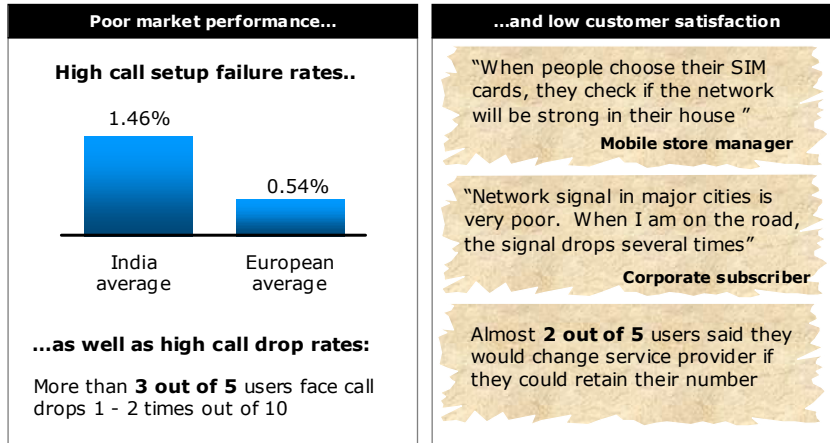 Poor market performance...
High call setup failure rates..
1.46%
0.54%
India
average
European
average
...as well as high call drop rates:
More than 3 out of 5 users face call
drops 1 - 2 times out of 10
...and low customer satisfaction
“When people choose their SIM
cards, they check if the network
will be strong in their house ”
Mobile store manager
“Network signal in major cities is
very poor. When I am on the road,
the signal drops several times”
Corporate subscriber
Almost 2 out of 5 users said they
would change service provider if
they could retain their number